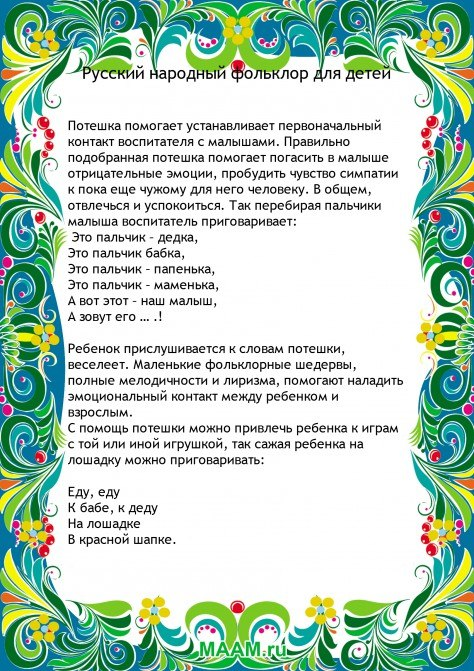 Русский народный фольклор для детей
Потешка помогает устанавливает первоначальный
контакт воспитателя с малышами. Правильно
подобранная потешка помогает погасить в малыше
отрицательные эмоции, пробудить чувство симпатии
к пока еще чужому для него человеку. В общем,
отвлечься и успокоиться. Так перебирая пальчики
малыша воспитатель приговаривает:
Это пальчик – дедка,
Это пальчик бабка,
Это пальчик – папенька,
Это пальчик – маменька,
А вот этот – наш малыш,
А зовут его … .!
Ребенок прислушивается к словам потешки,
веселеет. Маленькие фольклорные шедевры,
полные мелодичности и лиризма, помогают наладить
эмоциональный контакт между ребенком и
взрослым.
С помощь потешки можно привлечь ребенка к играм
с той или иной игрушкой, так сажая ребенка на
лошадку можно приговаривать:
Еду, еду
К бабе, к деду
На лошадке
В красной шапке.
MAAM.ru